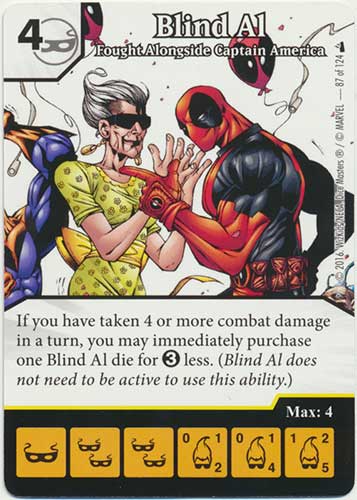 4
Blind Al
Fought Alongside Captain America
© 2016 WIZKIDS/NECA Dice Masters ® / © MARVEL — 87 of 124
If you have taken 4 or more combat damage
in a turn, you may immediately purchase
one Blind Al die for 3 less. (Blind Al does
not need to be active to use this ability.)
Max: 4
0 1 2
0 1 4
1 2 5